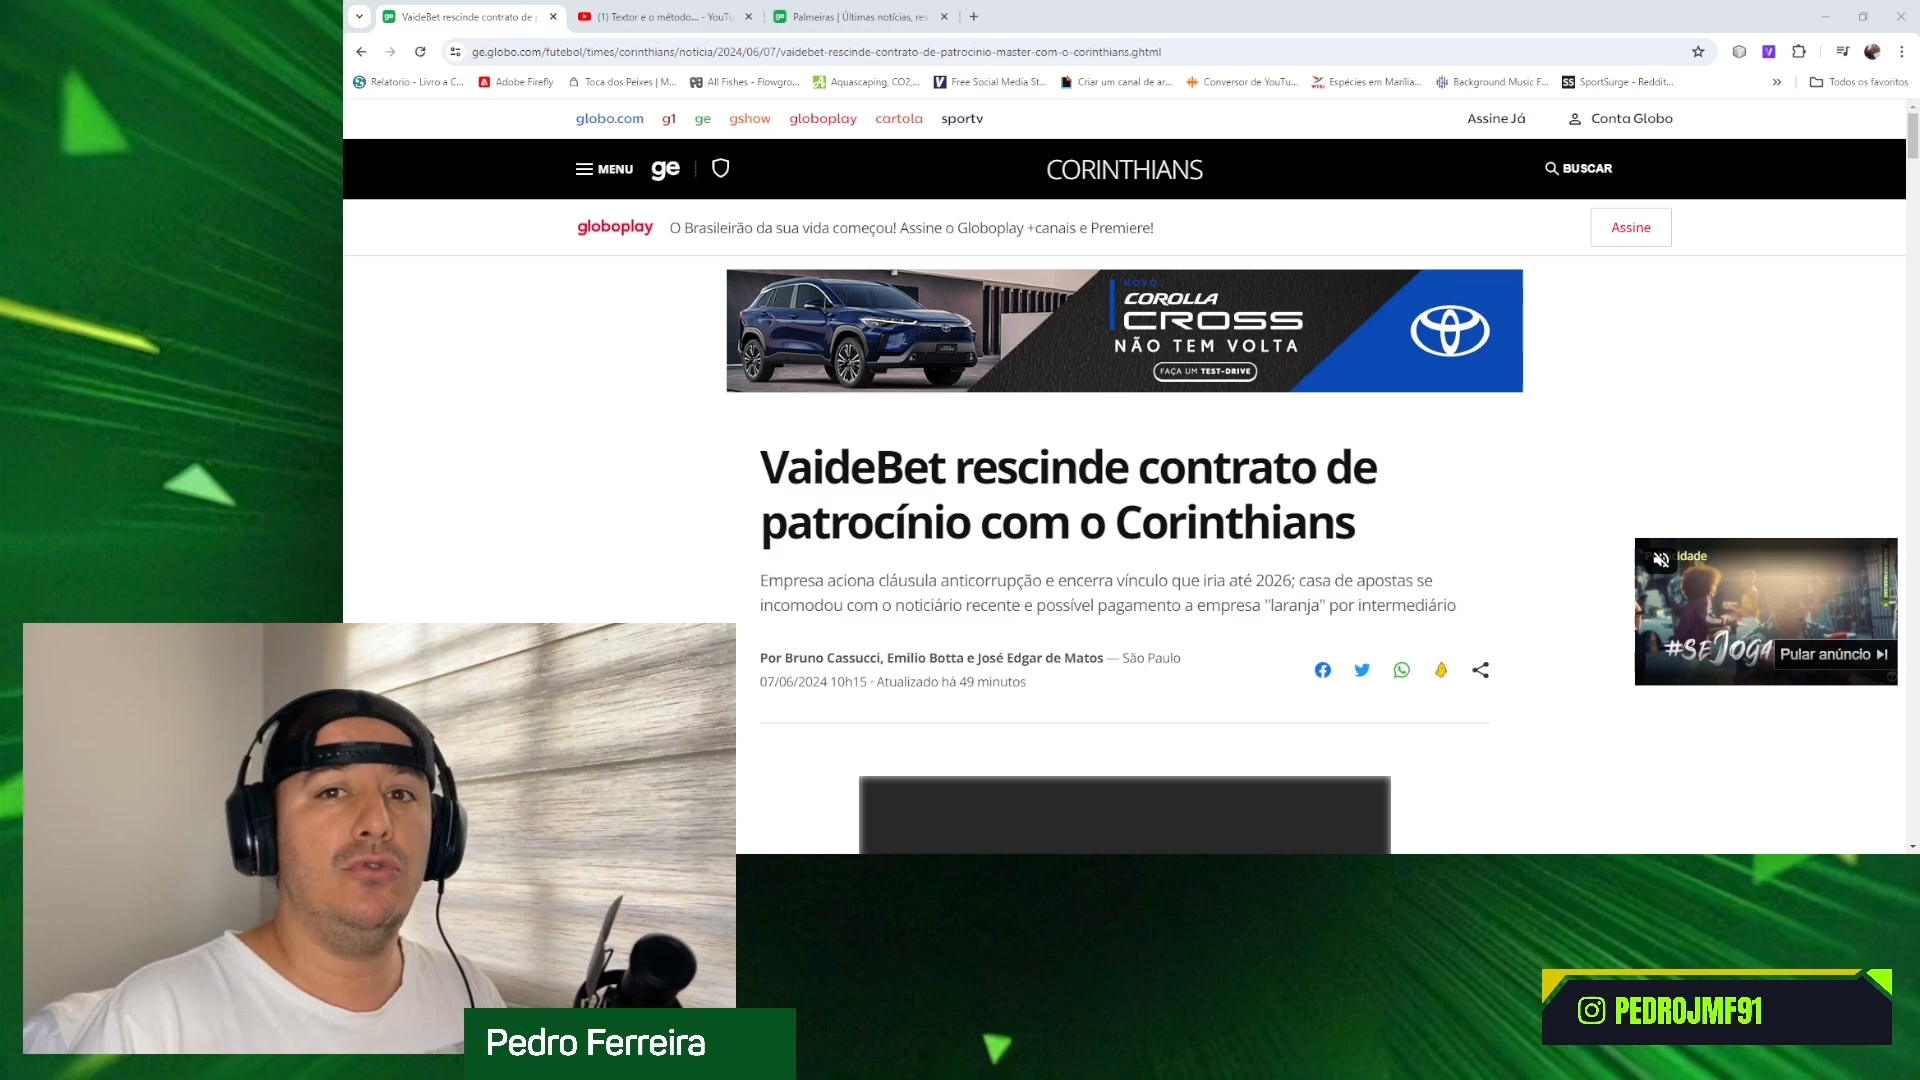 VaideBet rescinde contrato de p
(1) Textor e o método... - YouTu
Palmeiras | Últimas notícias, res
ge.globo.com/futebol/times/corinthians/noticia/2024/06/07/vaidebet-rescinde-contrato-de-patrocinio-master-com-o-corinthians.ghtml
Relatorio - Livro a C...
Adobe Firefly
Toca dos Peixes | M...
All Fishes - Flowgro...
Aquascaping, CO2,...
Free Social Media St...
Criar um canal de ar...
Conversor de YouTu...
Espécies em Marília...
Background Music F...
SportSurge - Reddit...
»
Todos os favoritos
globo.com g1 ge gshow globoplay cartola sportv
Assine Já
Conta Globo
MENU
ge
CORINTHIANS
BUSCAR
globoplay
O Brasileirão da sua vida começou! Assine o Globoplay +canais e Premiere!
Assine
NOVO
COROLLA
CROSS
NÃO TEM VOLTA
FAÇA UM TEST-DRIVE
VaideBet rescinde contrato de
patrocínio com o Corinthians
Empresa aciona cláusula anticorrupção e encerra vínculo que iria até 2026; casa de apostas se
incomodou com o noticiário recente e possível pagamento a empresa "laranja" por intermediário
Por Bruno Cassucci, Emilio Botta e José Edgar de Matos — São Paulo
07/06/2024 10h15 · Atualizado há 49 minutos
#SEJOGA
Pular anúncio
Pedro Ferreira
PEDROJMF91